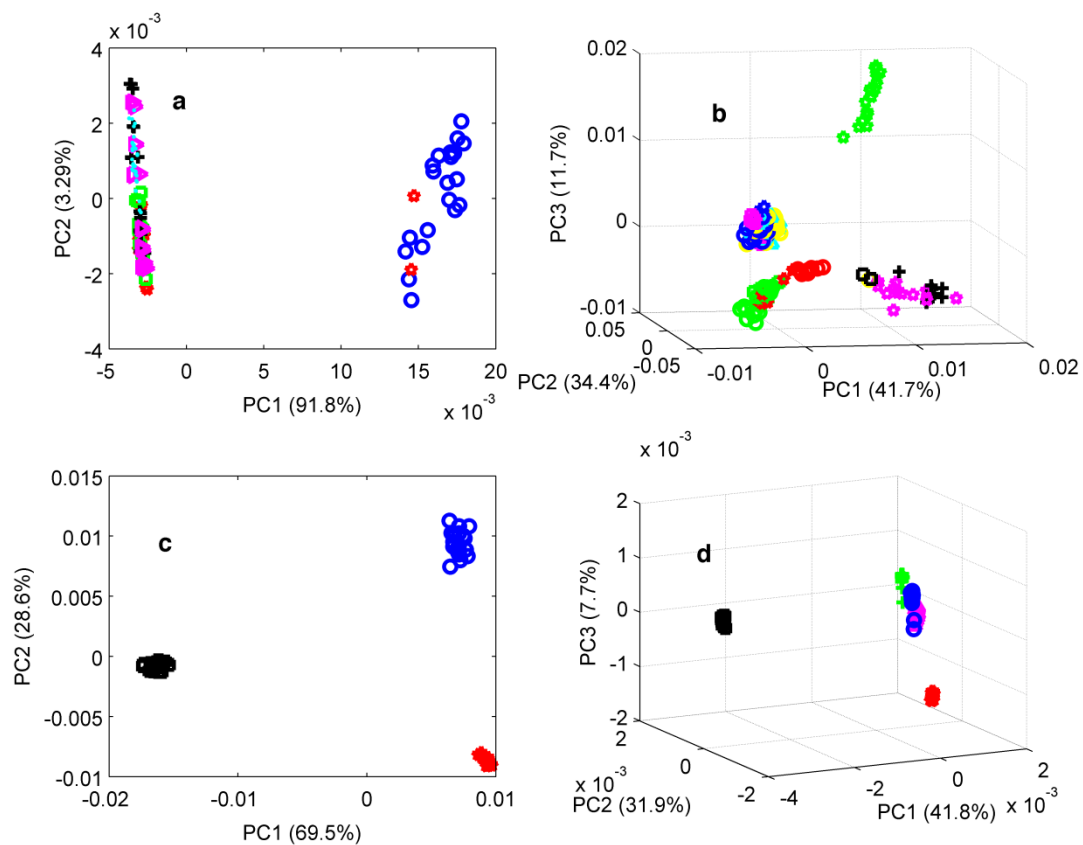 x 10⁻³
4
2
0
-2
-4
-5
0
5
10
15
20
PC2 (3.29%)
a
PC1 (91.8%)
x 10⁻³
0.02
0.01
0
-0.01
PC3 (11.7%)
b
0.05
0
-0.05
PC2 (34.4%)
-0.01
0
0.01
0.02
PC1 (41.7%)
0.015
0.01
0.005
0
-0.005
-0.01
PC2 (28.6%)
c
-0.02
-0.01
0
0.01
PC1 (69.5%)
x 10⁻³
2
1
0
-1
-2
PC3 (7.7%)
d
2
0
-2
x 10⁻³
PC2 (31.9%)
-4
-2
0
2
PC1 (41.8%)
x 10⁻³